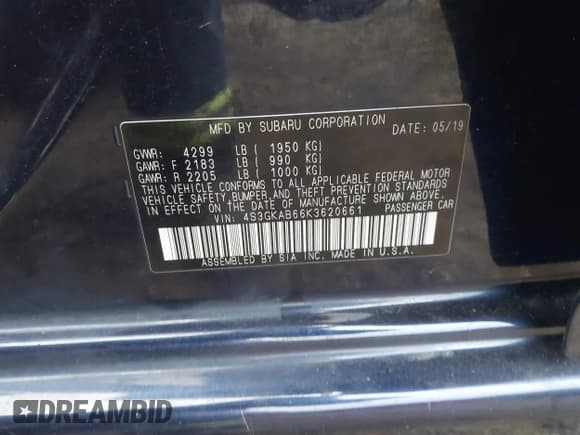 MFD BY SUBARU CORPORATION DATE: 05/19
GVWR: 4299 LB ( 1950 KG)
GAWR: F 2183 LB ( 990 KG)
GAWR: R 2205 LB ( 1000 KG)
THIS VEHICLE CONFORMS TO ALL APPLICABLE FEDERAL MOTOR
VEHICLE SAFETY, BUMPER, AND THEFT PREVENTION STANDARDS
IN EFFECT ON THE DATE OF MANUFACTURE SHOWN ABOVE.
VIN: 4S3GKAB66K3620661 PASSENGER CAR
ASSEMBLED BY SIA INC. MADE IN U.S.A.
DREAMBID